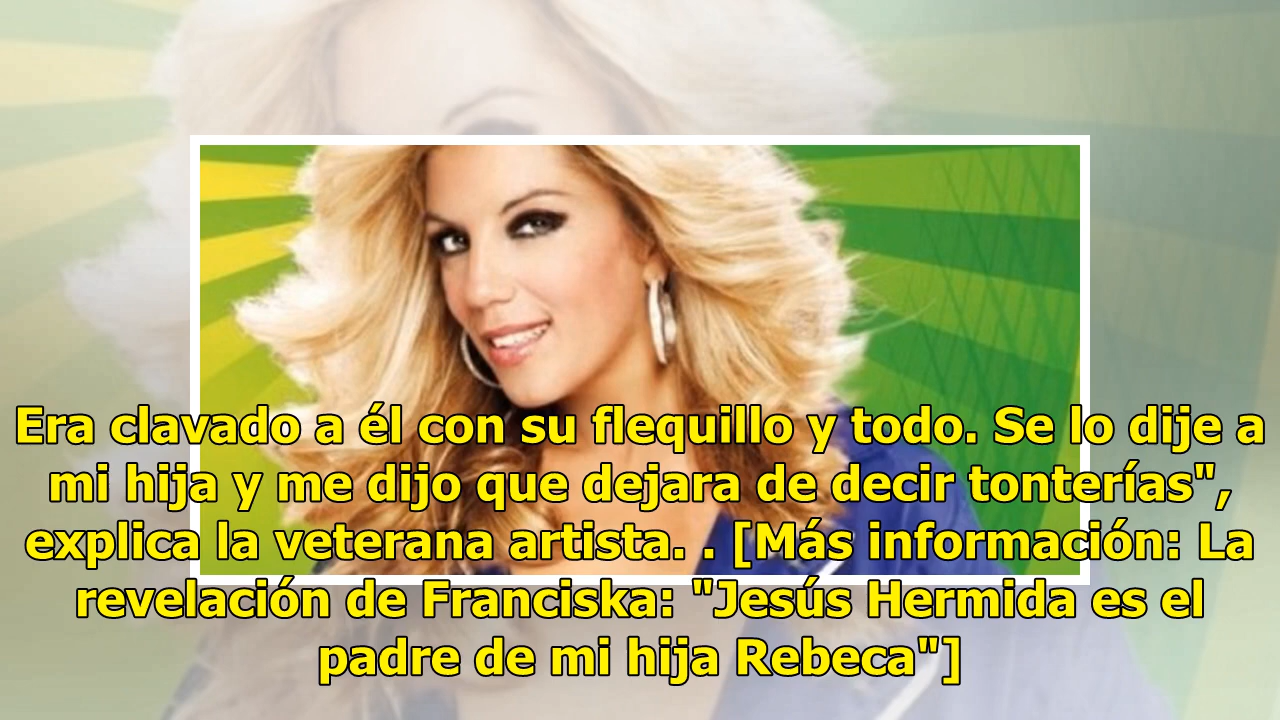 Era clavado a él con su flequillo y todo. Se lo dije a
mi hija y me dijo que dejara de decir tonterías",
explica la veterana artista. . [Más información: La
revelación de Franciska: "Jesús Hermida es el
padre de mi hija Rebeca"]